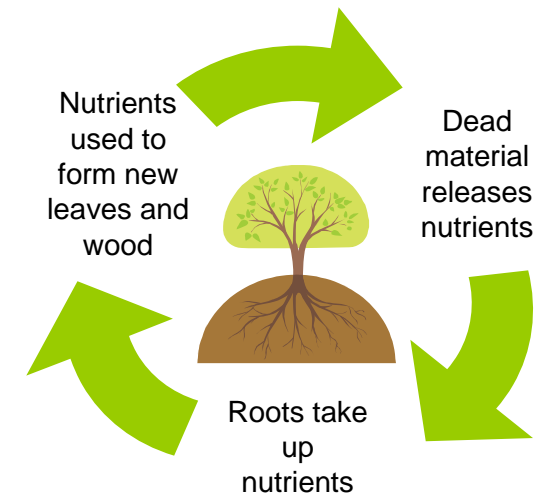 Nutrients
used to
form new
leaves and
wood
Dead
material
releases
nutrients
Roots take
up
nutrients